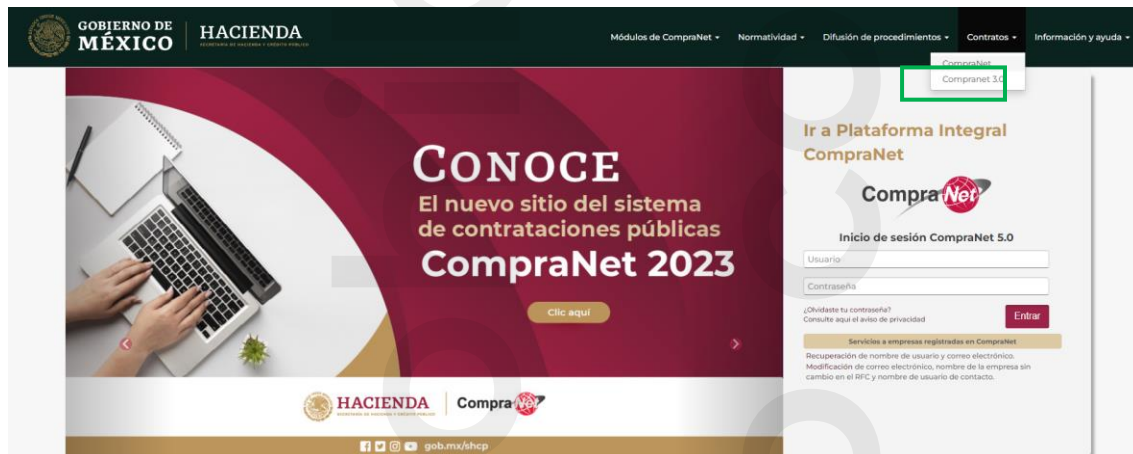 GOBIERNO DE MÉXICO
HACIENDA
SECRETARÍA DE HACIENDA Y CRÉDITO PÚBLICO
Módulos de CompraNet
Normatividad
Difusión de procedimientos
Contratos
Información y ayuda
CompraNet
Compranet 3.0
CONOCE
El nuevo sitio del sistema
de contrataciones públicas
CompraNet 2023
Clic aquí
HACIENDA
SECRETARÍA DE HACIENDA Y CRÉDITO PÚBLICO
CompraNet
gob.mx/shcp
Ir a Plataforma Integral
CompraNet
CompraNet
Inicio de sesión CompraNet 5.0
Usuario
Contraseña
¿Olvidaste tu contraseña?
Consulte aquí el aviso de privacidad
Entrar
Servicios a empresas registradas en CompraNet
Recuperación de nombre de usuario y correo electrónico.
Modificación de correo electrónico, nombre de la empresa sin
cambio en el RFC y nombre de usuario de contacto.